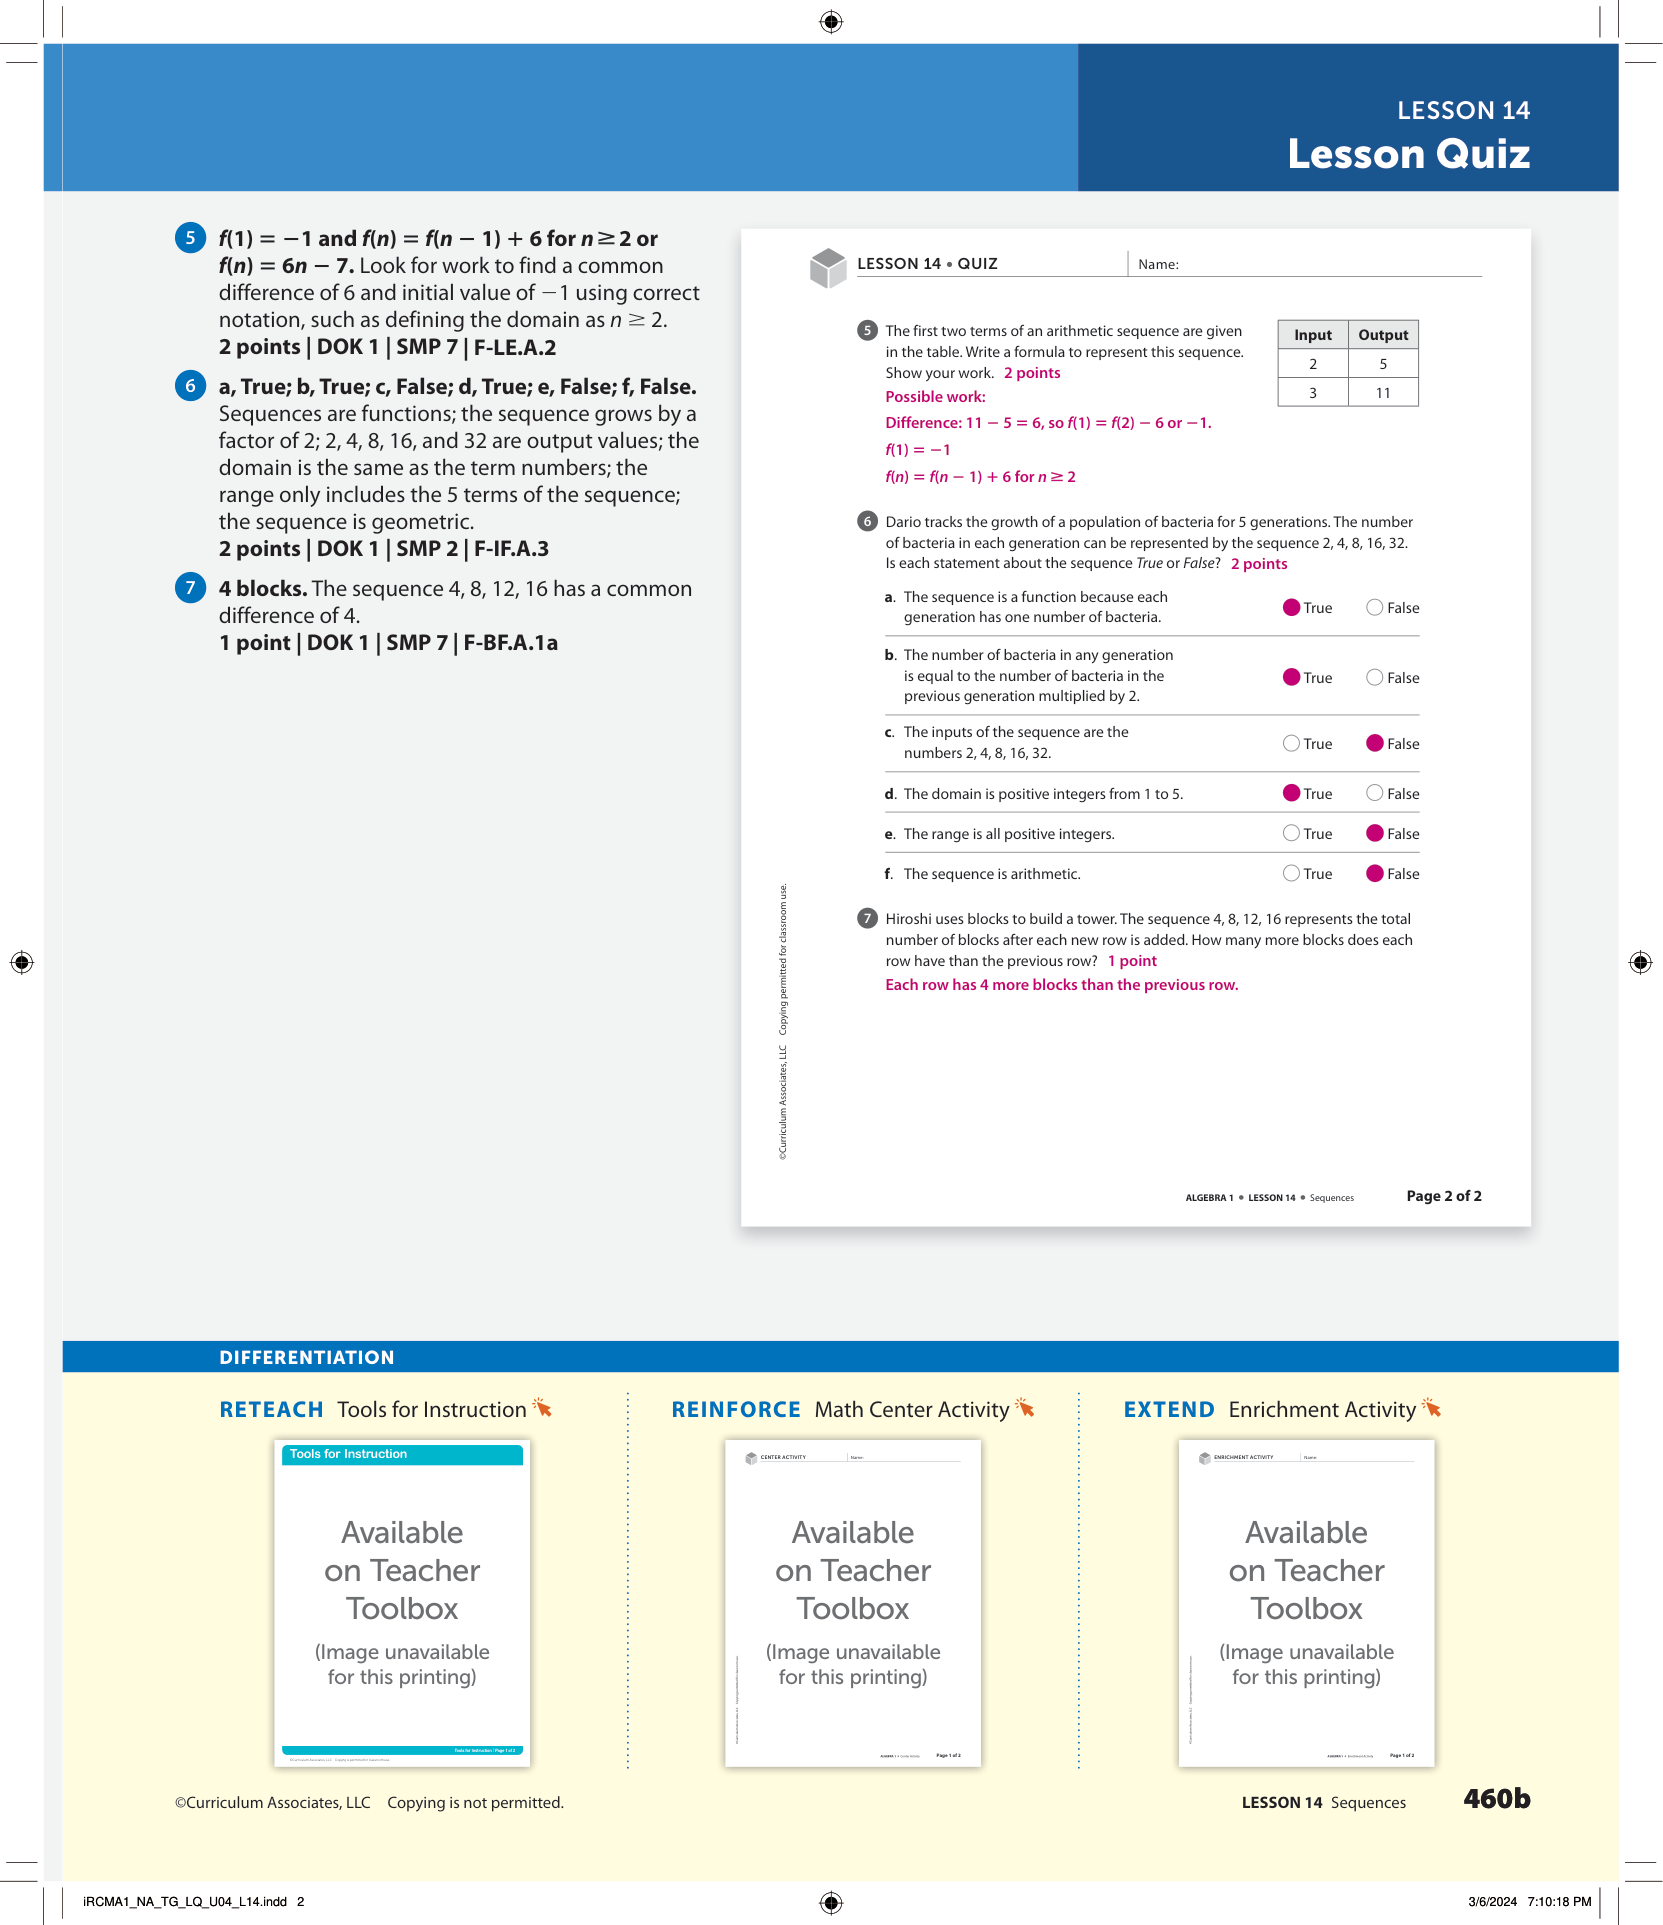 LESSON 14
Lesson Quiz
5 f(1) = −1 and f(n) = f(n − 1) + 6 for n ≥ 2 or
f(n) = 6n − 7. Look for work to find a common
difference of 6 and initial value of −1 using correct
notation, such as defining the domain as n ≥ 2.
2 points | DOK 1 | SMP 7 | F-LE.A.2
6 a, True; b, True; c, False; d, True; e, False; f, False.
Sequences are functions; the sequence grows by a
factor of 2; 2, 4, 8, 16, and 32 are output values; the
domain is the same as the term numbers; the
range only includes the 5 terms of the sequence;
the sequence is geometric.
2 points | DOK 1 | SMP 2 | F-IF.A.3
7 4 blocks. The sequence 4, 8, 12, 16 has a common
difference of 4.
1 point | DOK 1 | SMP 7 | F-BF.A.1a
LESSON 14 • QUIZ Name:
5 The first two terms of an arithmetic sequence are given
in the table. Write a formula to represent this sequence.
Show your work. 2 points
Input Output
2 5
3 11
Possible work:
Difference: 11 − 5 = 6, so f(1) = f(2) − 6 or −1.
f(1) = −1
f(n) = f(n − 1) + 6 for n ≥ 2
6 Dario tracks the growth of a population of bacteria for 5 generations. The number
of bacteria in each generation can be represented by the sequence 2, 4, 8, 16, 32.
Is each statement about the sequence True or False? 2 points
a. The sequence is a function because each
generation has one number of bacteria.
True False
b. The number of bacteria in any generation
is equal to the number of bacteria in the
previous generation multiplied by 2.
True False
c. The inputs of the sequence are the
numbers 2, 4, 8, 16, 32.
True False
d. The domain is positive integers from 1 to 5. True False
e. The range is all positive integers. True False
f. The sequence is arithmetic. True False
7 Hiroshi uses blocks to build a tower. The sequence 4, 8, 12, 16 represents the total
number of blocks after each new row is added. How many more blocks does each
row have than the previous row? 1 point
Each row has 4 more blocks than the previous row.
©Curriculum Associates, LLC Copying permitted for classroom use.
ALGEBRA 1 • LESSON 14 • Sequences Page 2 of 2
DIFFERENTIATION
RETEACH Tools for Instruction
Tools for Instruction
Available
on Teacher
Toolbox
(Image unavailable
for this printing)
Tools for Instruction | Page 1 of 2
REINFORCE Math Center Activity
CENTER ACTIVITY Name:
Available
on Teacher
Toolbox
(Image unavailable
for this printing)
Page 1 of 2
EXTEND Enrichment Activity
ENRICHMENT ACTIVITY Name:
Available
on Teacher
Toolbox
(Image unavailable
for this printing)
Page 1 of 2
©Curriculum Associates, LLC Copying is not permitted.
LESSON 14 Sequences 460b
iRCMA1_NA_TG_LQ_U04_L14.indd 2
3/6/2024 7:10:18 PM